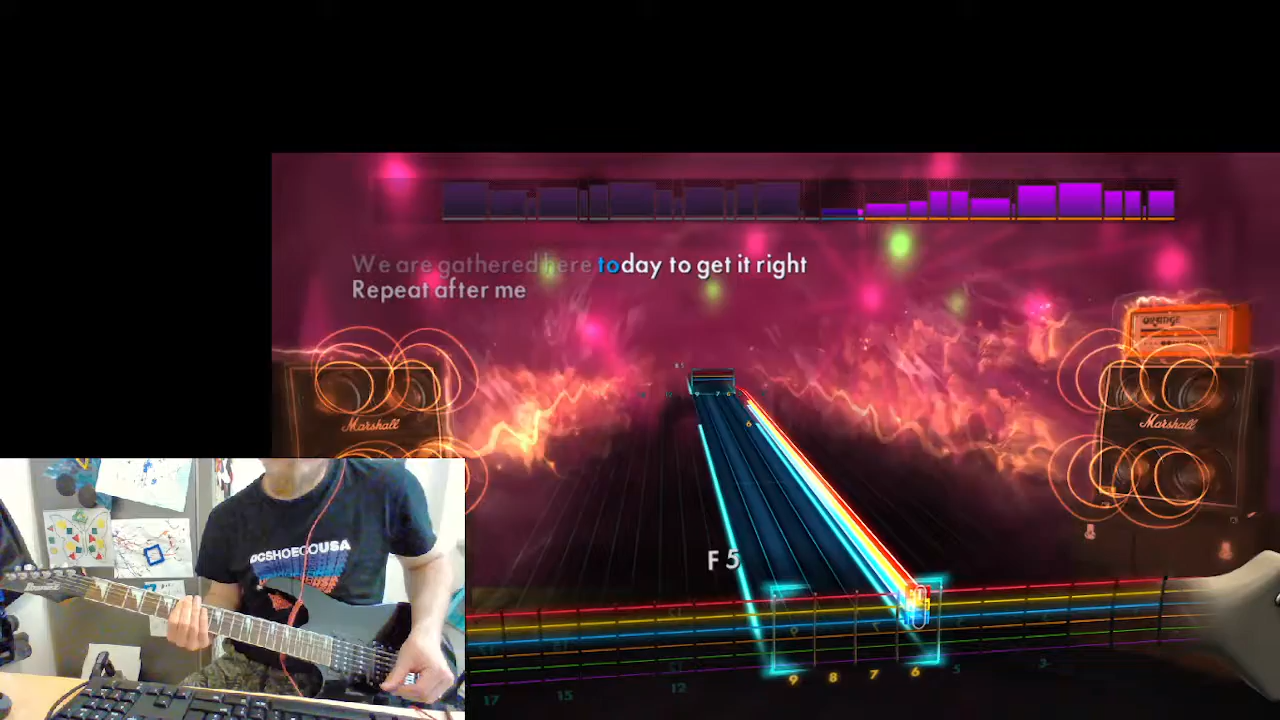 We are gathered here today to get it right
Repeat after me
ORANGE
Marshall
Marshall
F 5
9 8 7 6 5 3
17 15 12
DCSHOECOUSA